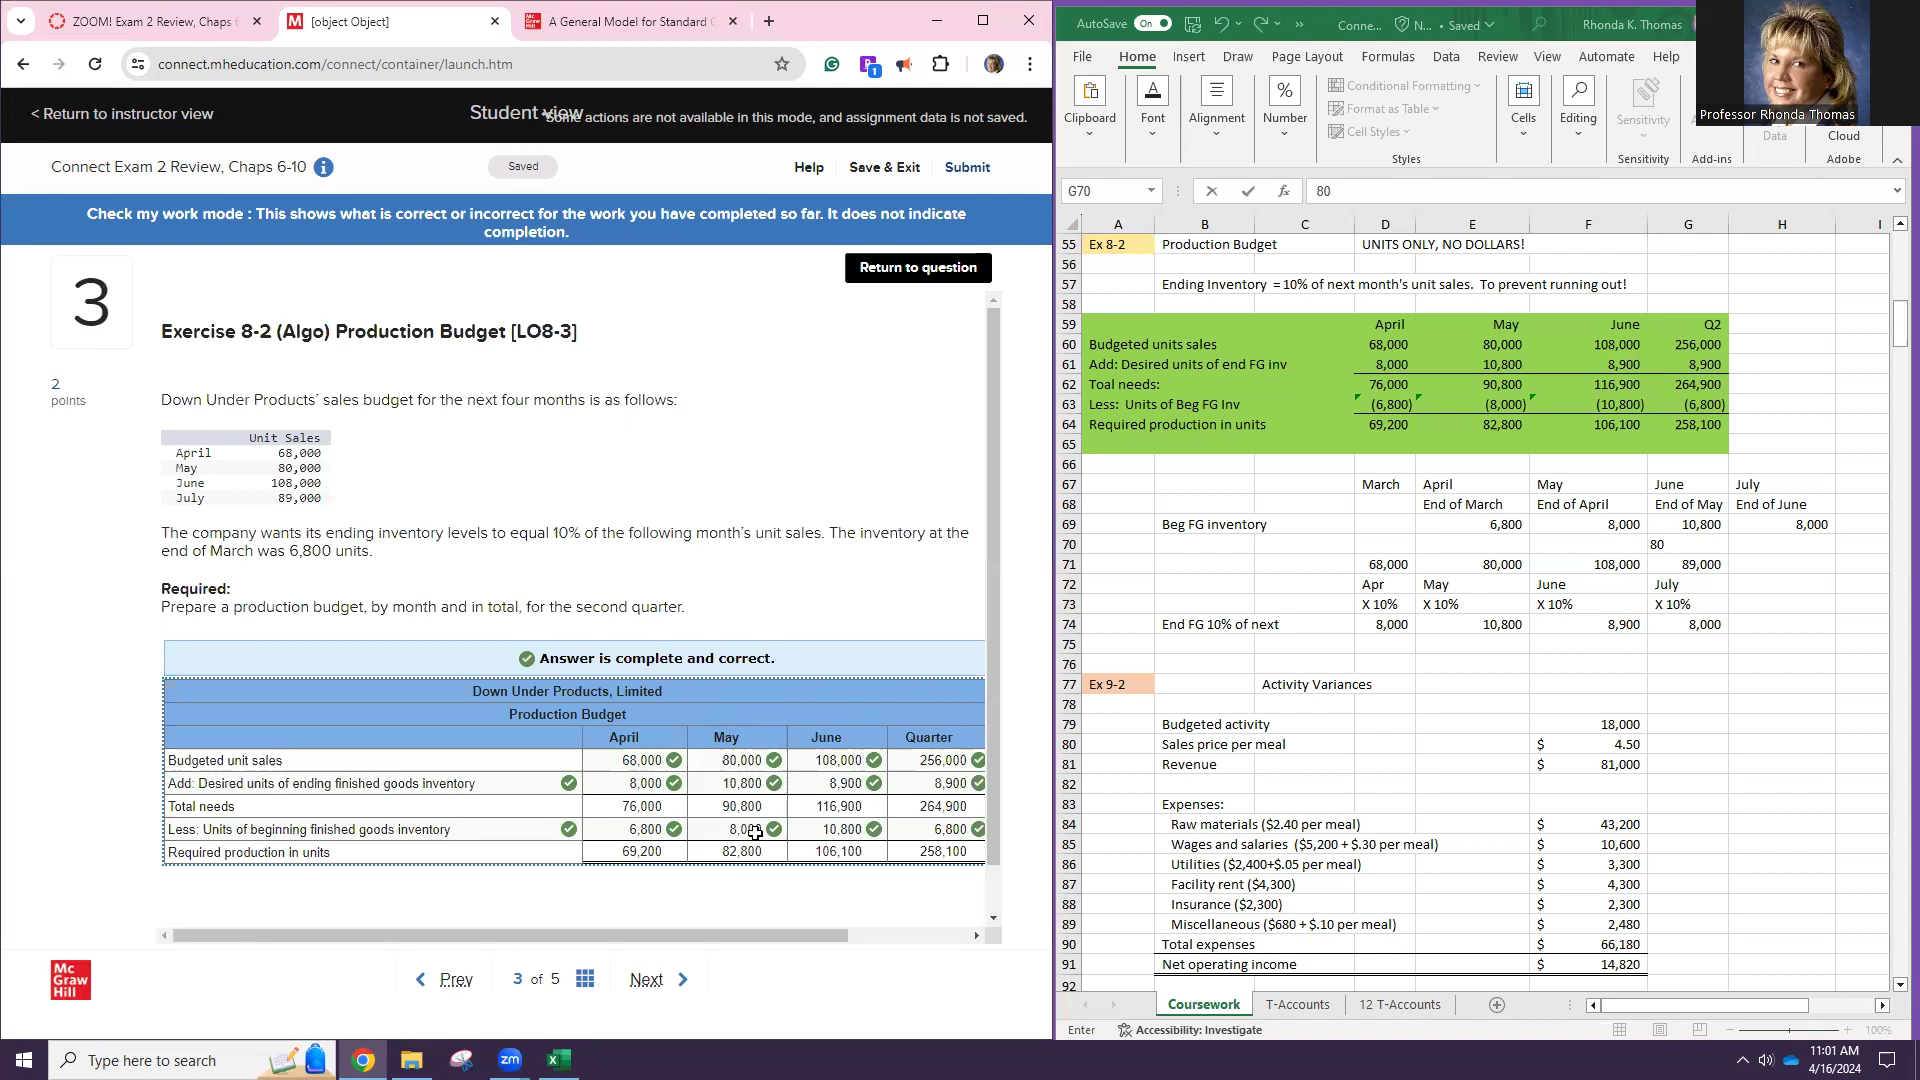 ZOOM! Exam 2 Review, Chaps 6
[object Object]
A General Model for Standard C
connect.mheducation.com/connect/container/launch.htm
< Return to instructor view
Student view
Some actions are not available in this mode, and assignment data is not saved.
Connect Exam 2 Review, Chaps 6-10
Saved
Help
Save & Exit
Submit
Check my work mode : This shows what is correct or incorrect for the work you have completed so far. It does not indicate
completion.
Return to question
3
2
points
Exercise 8-2 (Algo) Production Budget [LO8-3]
Down Under Products' sales budget for the next four months is as follows:
Unit Sales
April 68,000
May 80,000
June 108,000
July 89,000
The company wants its ending inventory levels to equal 10% of the following month's unit sales. The inventory at the
end of March was 6,800 units.
Required:
Prepare a production budget, by month and in total, for the second quarter.
Answer is complete and correct.
Down Under Products, Limited
Production Budget
April May June Quarter
Budgeted unit sales 68,000 80,000 108,000 256,000
Add: Desired units of ending finished goods inventory 8,000 10,800 8,900 8,900
Total needs 76,000 90,800 116,900 264,900
Less: Units of beginning finished goods inventory 6,800 8,000 10,800 6,800
Required production in units 69,200 82,800 106,100 258,100
Mc
Graw
Hill
Prev
3 of 5
Next
AutoSave On
Conne...
N...
• Saved
Rhonda K. Thomas
File Home Insert Draw Page Layout Formulas Data Review View Automate Help
Clipboard
Font
Alignment
Number
Conditional Formatting
Format as Table
Cell Styles
Styles
Cells
Editing
Sensitivity
Sensitivity
Data
Add-ins
Cloud
Adobe
Professor Rhonda Thomas
G70
80
A B C D E F G H I
55 Ex 8-2 Production Budget UNITS ONLY, NO DOLLARS!
56
57 Ending Inventory = 10% of next month's unit sales. To prevent running out!
58
59 April May June Q2
60 Budgeted units sales 68,000 80,000 108,000 256,000
61 Add: Desired units of end FG inv 8,000 10,800 8,900 8,900
62 Toal needs: 76,000 90,800 116,900 264,900
63 Less: Units of Beg FG Inv (6,800) (8,000) (10,800) (6,800)
64 Required production in units 69,200 82,800 106,100 258,100
65
66
67 March April May June July
68 End of March End of April End of May End of June
69 Beg FG inventory 6,800 8,000 10,800 8,000
70 80
71 68,000 80,000 108,000 89,000
72 Apr May June July
73 X 10% X 10% X 10% X 10%
74 End FG 10% of next 8,000 10,800 8,900 8,000
75
76
77 Ex 9-2 Activity Variances
78
79 Budgeted activity 18,000
80 Sales price per meal $ 4.50
81 Revenue $ 81,000
82
83 Expenses:
84 Raw materials ($2.40 per meal) $ 43,200
85 Wages and salaries ($5,200 + $.30 per meal) $ 10,600
86 Utilities ($2,400+$.05 per meal) $ 3,300
87 Facility rent ($4,300) $ 4,300
88 Insurance ($2,300) $ 2,300
89 Miscellaneous ($680 + $.10 per meal) $ 2,480
90 Total expenses $ 66,180
91 Net operating income $ 14,820
92
Coursework T-Accounts 12 T-Accounts
Enter
Accessibility: Investigate
100%
Type here to search
zm
11:01 AM
4/16/2024